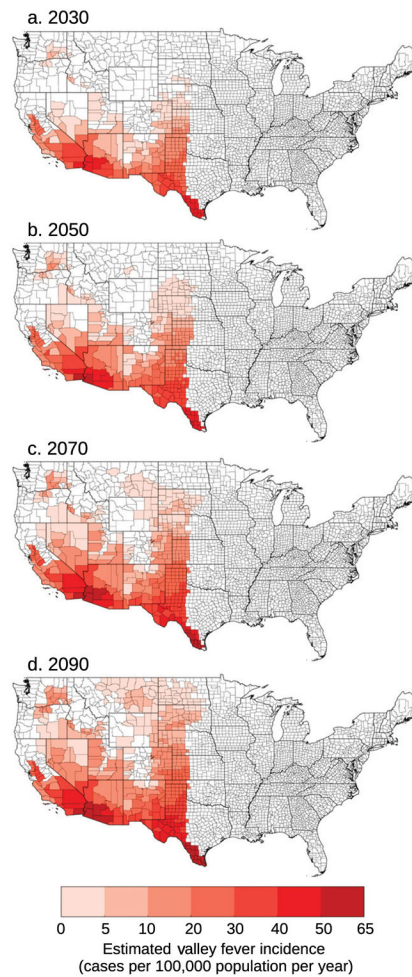 a. 2030
b. 2050
c. 2070
d. 2090
0 5 10 20 30 40 50 65
Estimated valley fever incidence
(cases per 100,000 population per year)